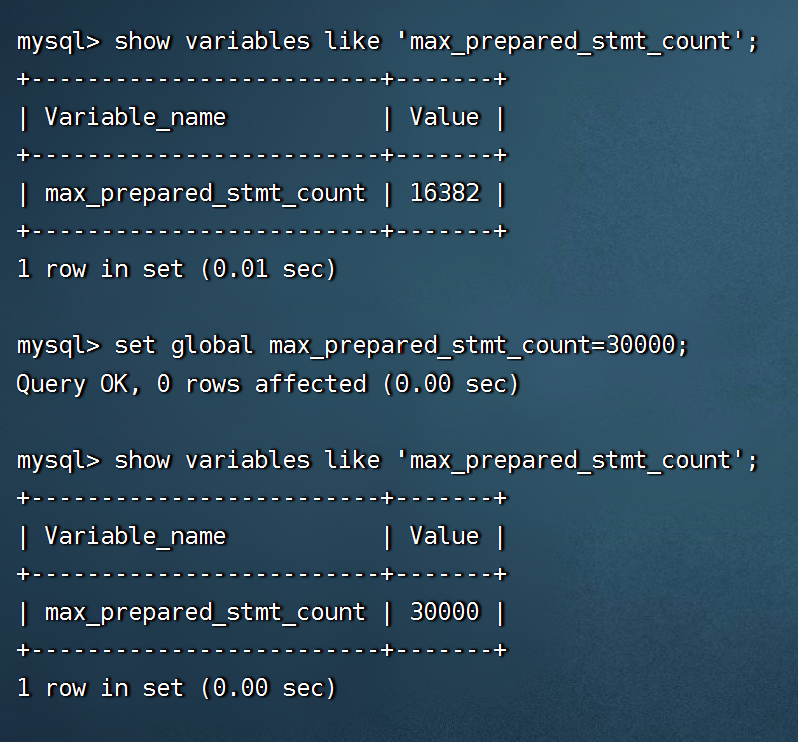 mysql> show variables like 'max_prepared_stmt_count';
+-------------------------+-------+
| Variable_name           | Value |
+-------------------------+-------+
| max_prepared_stmt_count | 16382 |
+-------------------------+-------+
1 row in set (0.01 sec)

mysql> set global max_prepared_stmt_count=30000;
Query OK, 0 rows affected (0.00 sec)

mysql> show variables like 'max_prepared_stmt_count';
+-------------------------+-------+
| Variable_name           | Value |
+-------------------------+-------+
| max_prepared_stmt_count | 30000 |
+-------------------------+-------+
1 row in set (0.00 sec)